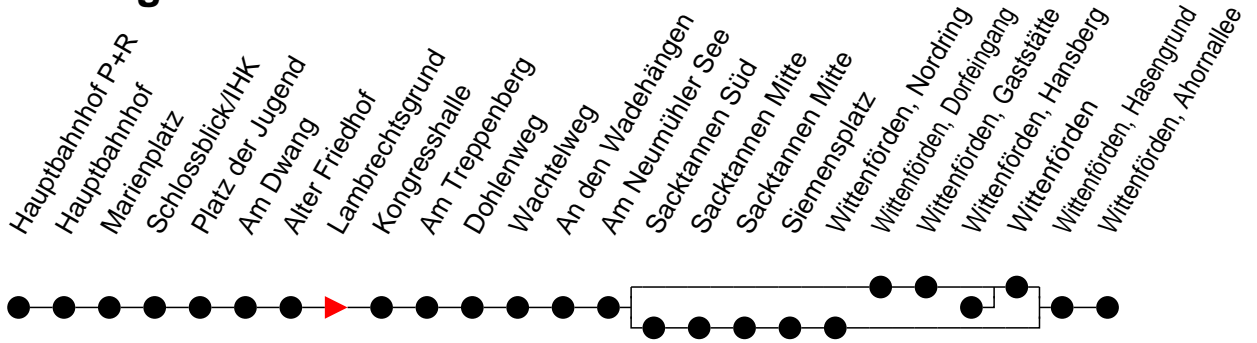 Hauptbahnhof P+R
Hauptbahnhof
Marienplatz
Schlossblick/IHK
Platz der Jugend
Am Dwang
Alter Friedhof
Lambrechtsgrund
Kongresshalle
Am Treppenberg
Dohlenweg
Wachtelweg
An den Wadehängen
Am Neumühler See
Sacktannen Süd
Sacktannen Mitte
Sacktannen Mitte
Siemensplatz
Wittenförden, Nordring
Wittenförden, Dorfeingang
Wittenförden, Gaststätte
Wittenförden, Hansberg
Wittenförden
Wittenförden, Hasengrund
Wittenförden, Ahornallee